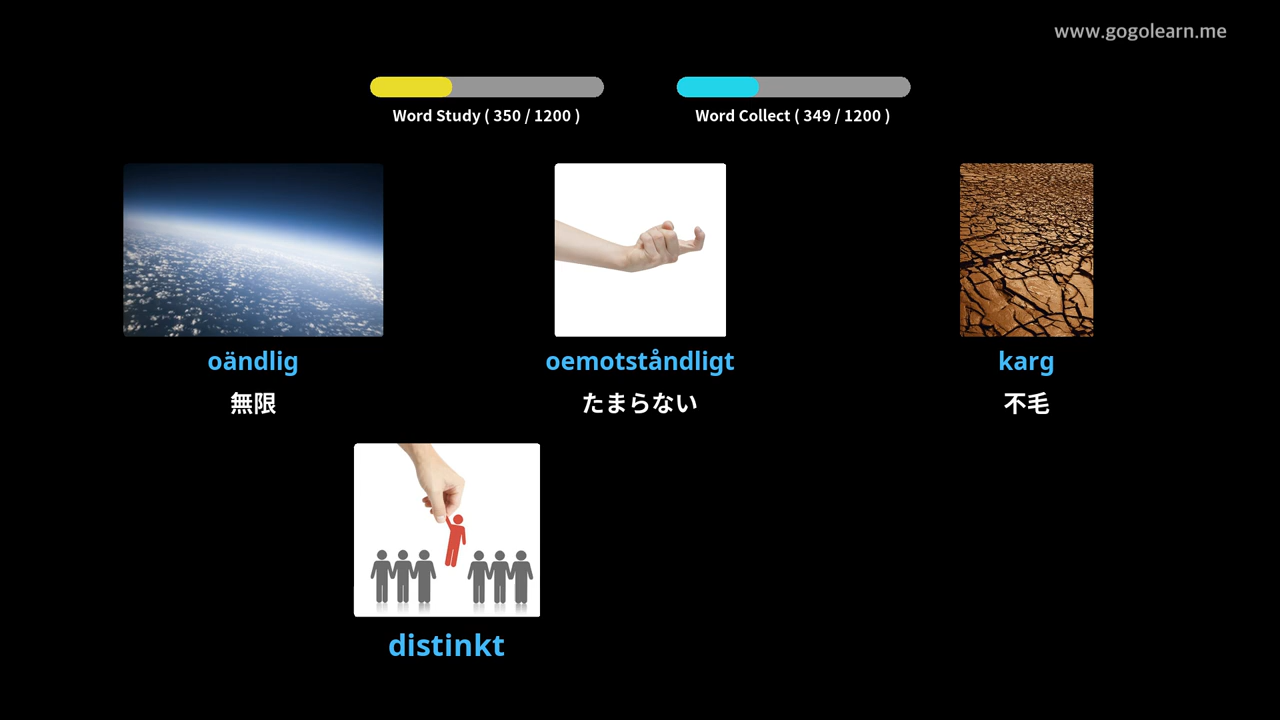 www.gogolearn.me
Word Study ( 350 / 1200 )
Word Collect ( 349 / 1200 )
oändlig
無限
oemotståndligt
たまらない
karg
不毛
distinkt